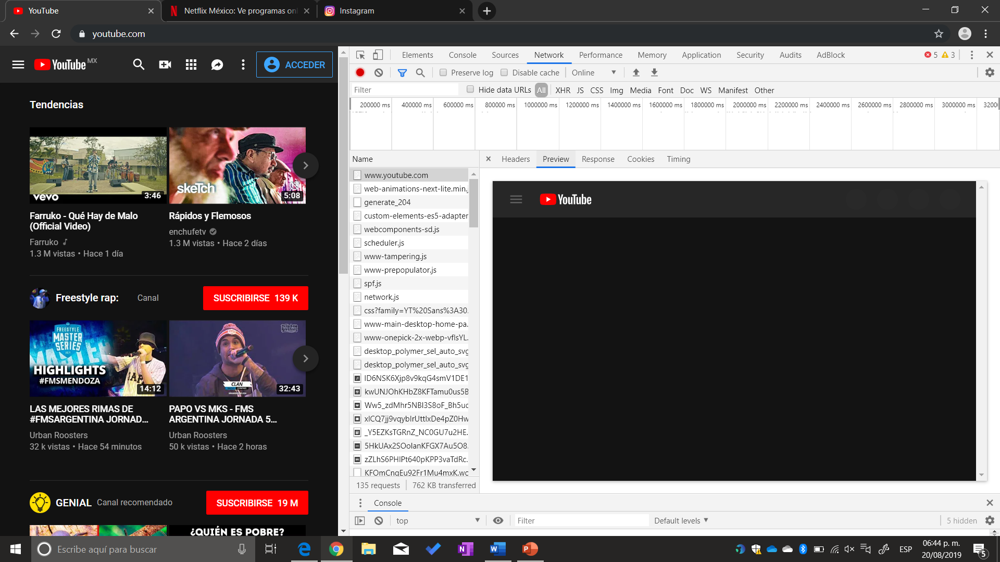 YouTube
Netflix México: Ve programas onl
Instagram
youtube.com
YouTube MX
ACCEDER
Tendencias
vevo
3:46
skeTch
5:08
Farruko - Qué Hay de Malo
(Official Video)
Farruko
1.3 M vistas • Hace 1 día
Rápidos y Flemosos
enchufetv
1.3 M vistas • Hace 2 días
Freestyle rap:
Canal
SUSCRIBIRSE 139 K
FREESTYLE
MASTER
SERIES
HIGHLIGHTS
#FMSMENDOZA
14:12
CLAN
32:43
LAS MEJORES RIMAS DE
#FMSARGENTINA JORNAD...
Urban Roosters
32 k vistas • Hace 54 minutos
PAPO VS MKS - FMS
ARGENTINA JORNADA 5...
Urban Roosters
50 k vistas • Hace 2 horas
GENIAL
Canal recomendado
SUSCRIBIRSE 19 M
¿QUIÉN ES POBRE?
Elements
Console
Sources
Network
Performance
Memory
Application
Security
Audits
AdBlock
5
3
Preserve log
Disable cache
Online
Filter
Hide data URLs
All
XHR
JS
CSS
Img
Media
Font
Doc
WS
Manifest
Other
200000 ms
400000 ms
600000 ms
800000 ms
1000000 ms
1200000 ms
1400000 ms
1600000 ms
1800000 ms
2000000 ms
2200000 ms
2400000 ms
2600000 ms
2800000 ms
3000000 ms
32000
Name
www.youtube.com
web-animations-next-lite.min.j
generate_204
custom-elements-es5-adapter
webcomponents-sd.js
scheduler.js
www-tampering.js
www-prepopulator.js
spf.js
network.js
css?family=YT%20Sans%3A30.
www-main-desktop-home-pa.
www-onepick-2x-webp-vflsYL.
desktop_polymer_sel_auto_svg
desktop_polymer_sel_auto_svg
135 requests
762 KB transferred
Headers
Preview
Response
Cookies
Timing
YouTube
Console
top
Filter
Default levels
5 hidden
Escribe aquí para buscar
ESP
06:44 p. m.
20/08/2019
5